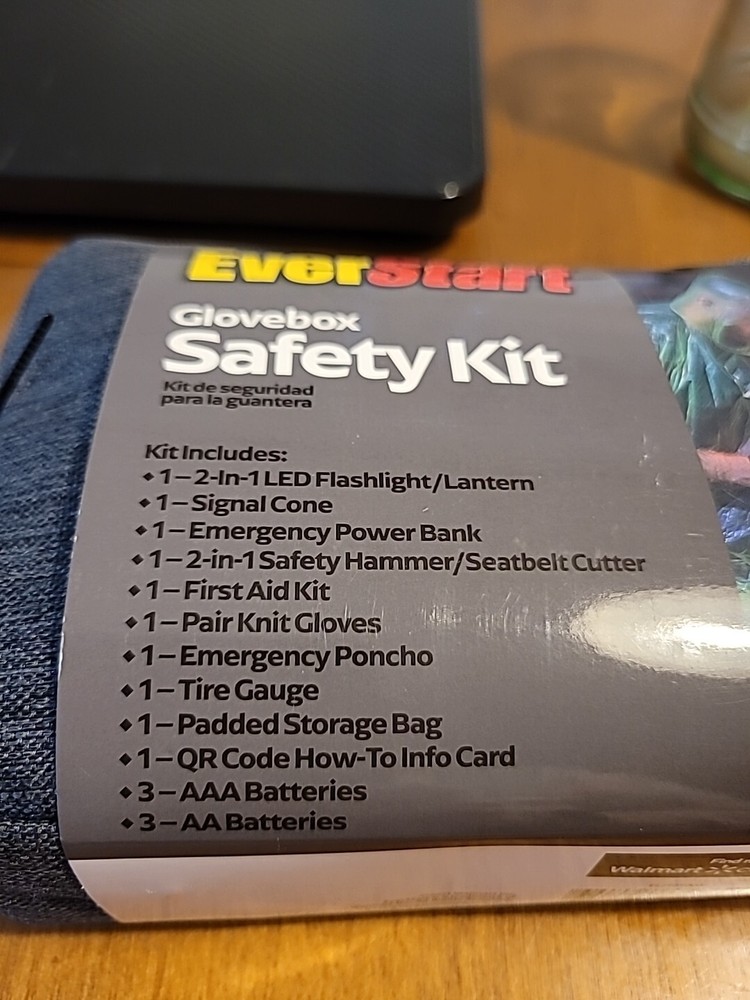 EverStart
Glovebox
Safety Kit
Kit de seguridad
para la guantera
Kit Includes:
◆ 1 – 2-In-1 LED Flashlight/Lantern
◆ 1 – Signal Cone
◆ 1 – Emergency Power Bank
◆ 1 – 2-in-1 Safety Hammer/Seatbelt Cutter
◆ 1 – First Aid Kit
◆ 1 – Pair Knit Gloves
◆ 1 – Emergency Poncho
◆ 1 – Tire Gauge
◆ 1 – Padded Storage Bag
◆ 1 – QR Code How-To Info Card
◆ 3 – AAA Batteries
◆ 3 – AA Batteries
Find
Walmart